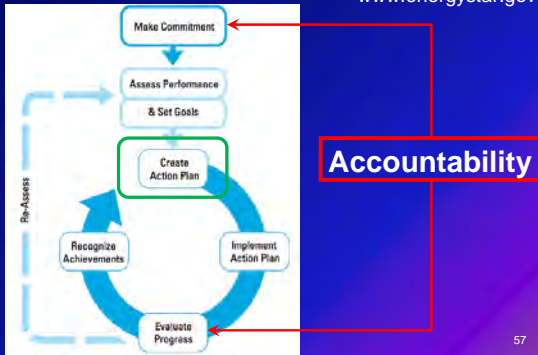 Make Commitment
Assess Performance
& Set Goals
Create
Action Plan
Accountability
Re-Assess
Recognize
Achievements
Implement
Action Plan
Evaluate
Progress
57